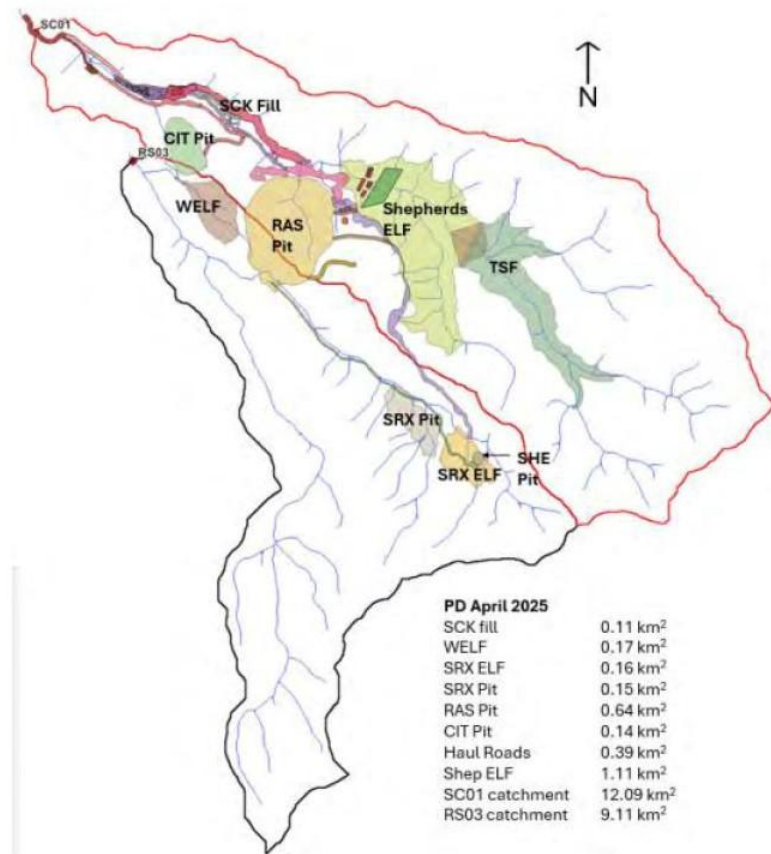 SC01
N
SCK Fill
CIT Pit
RS03
WELF
RAS
Pit
Shepherds
ELF
TSF
SRX Pit
SHE
Pit
SRX ELF
PD April 2025
SCK fill 0.11 km²
WELF 0.17 km²
SRX ELF 0.16 km²
SRX Pit 0.15 km²
RAS Pit 0.64 km²
CIT Pit 0.14 km²
Haul Roads 0.39 km²
Shep ELF 1.11 km²
SC01 catchment 12.09 km²
RS03 catchment 9.11 km²